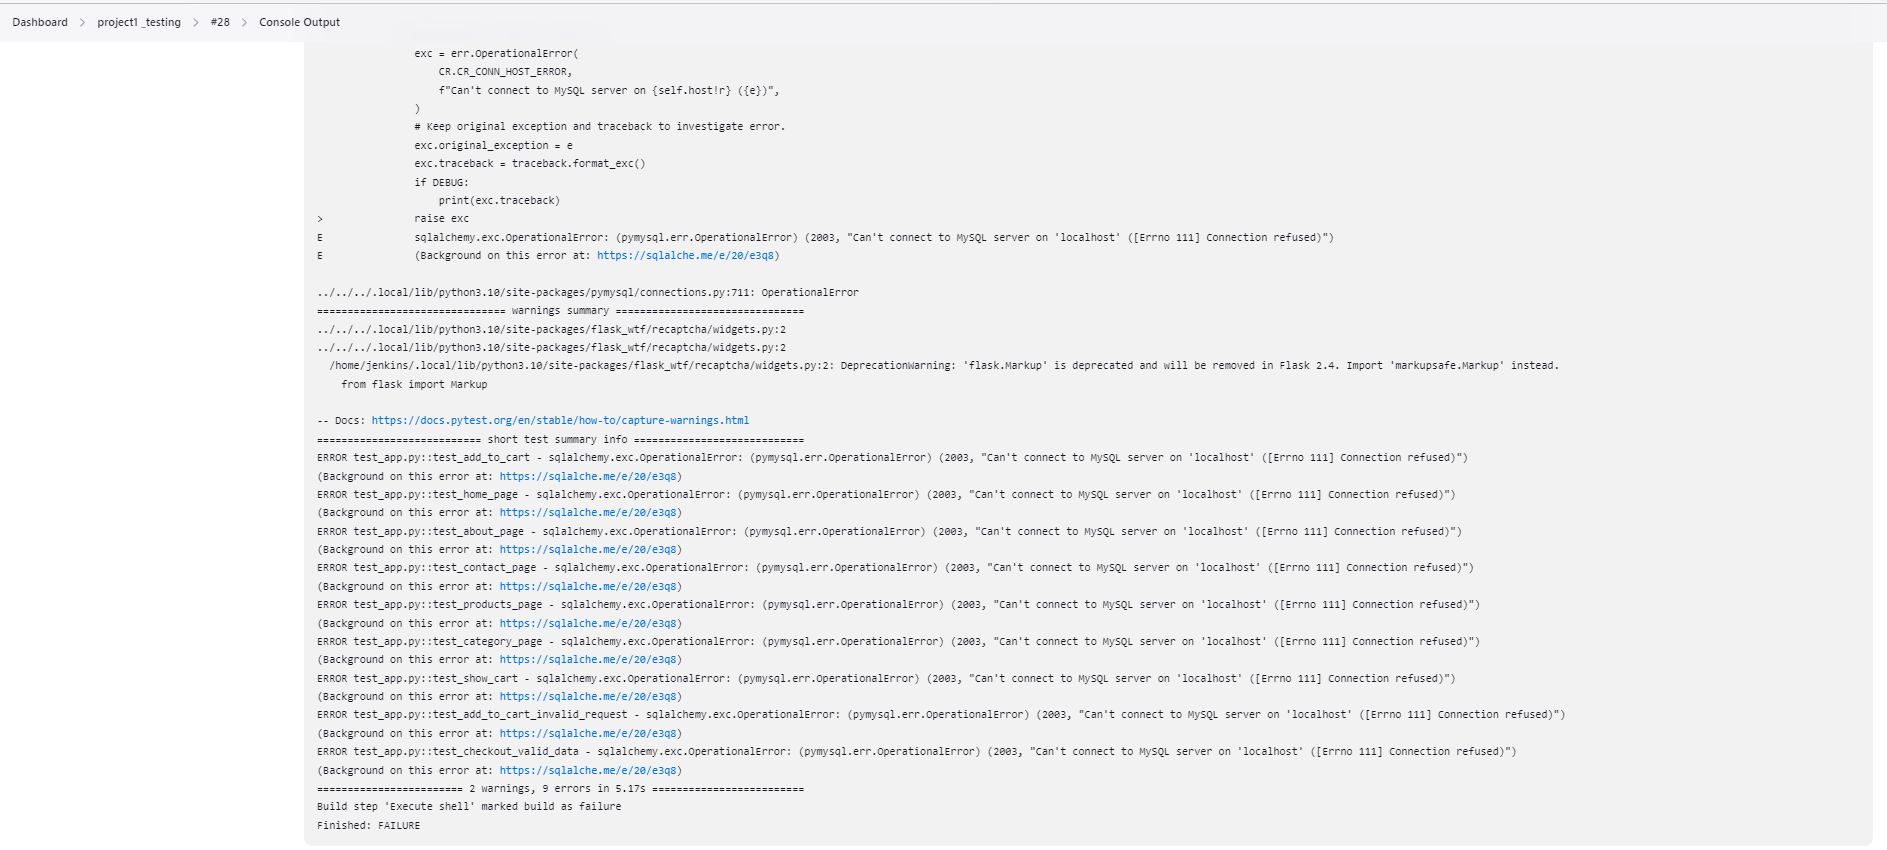 Dashboard > project1 _testing > #28 > Console Output
exc = err.OperationalError(
CR.CR_CONN_HOST_ERROR,
f"Can't connect to MySQL server on {self.host!r} ({e})",
)
# Keep original exception and traceback to investigate error.
exc.original_exception = e
exc.traceback = traceback.format_exc()
if DEBUG:
print(exc.traceback)
> raise exc
E sqlalchemy.exc.OperationalError: (pymysql.err.OperationalError) (2003, "Can't connect to MySQL server on 'localhost' ([Errno 111] Connection refused)")
E (Background on this error at: https://sqlalche.me/e/20/e3q8)
../../../.local/lib/python3.10/site-packages/pymysql/connections.py:711: OperationalError
=============================== warnings summary ===============================
../../../.local/lib/python3.10/site-packages/flask_wtf/recaptcha/widgets.py:2
../../../.local/lib/python3.10/site-packages/flask_wtf/recaptcha/widgets.py:2
/home/jenkins/.local/lib/python3.10/site-packages/flask_wtf/recaptcha/widgets.py:2: DeprecationWarning: 'flask.Markup' is deprecated and will be removed in Flask 2.4. Import 'markupsafe.Markup' instead.
from flask import Markup
-- Docs: https://docs.pytest.org/en/stable/how-to/capture-warnings.html
=========================== short test summary info ============================
ERROR test_app.py::test_add_to_cart - sqlalchemy.exc.OperationalError: (pymysql.err.OperationalError) (2003, "Can't connect to MySQL server on 'localhost' ([Errno 111] Connection refused)")
(Background on this error at: https://sqlalche.me/e/20/e3q8)
ERROR test_app.py::test_home_page - sqlalchemy.exc.OperationalError: (pymysql.err.OperationalError) (2003, "Can't connect to MySQL server on 'localhost' ([Errno 111] Connection refused)")
(Background on this error at: https://sqlalche.me/e/20/e3q8)
ERROR test_app.py::test_about_page - sqlalchemy.exc.OperationalError: (pymysql.err.OperationalError) (2003, "Can't connect to MySQL server on 'localhost' ([Errno 111] Connection refused)")
(Background on this error at: https://sqlalche.me/e/20/e3q8)
ERROR test_app.py::test_contact_page - sqlalchemy.exc.OperationalError: (pymysql.err.OperationalError) (2003, "Can't connect to MySQL server on 'localhost' ([Errno 111] Connection refused)")
(Background on this error at: https://sqlalche.me/e/20/e3q8)
ERROR test_app.py::test_products_page - sqlalchemy.exc.OperationalError: (pymysql.err.OperationalError) (2003, "Can't connect to MySQL server on 'localhost' ([Errno 111] Connection refused)")
(Background on this error at: https://sqlalche.me/e/20/e3q8)
ERROR test_app.py::test_category_page - sqlalchemy.exc.OperationalError: (pymysql.err.OperationalError) (2003, "Can't connect to MySQL server on 'localhost' ([Errno 111] Connection refused)")
(Background on this error at: https://sqlalche.me/e/20/e3q8)
ERROR test_app.py::test_show_cart - sqlalchemy.exc.OperationalError: (pymysql.err.OperationalError) (2003, "Can't connect to MySQL server on 'localhost' ([Errno 111] Connection refused)")
(Background on this error at: https://sqlalche.me/e/20/e3q8)
ERROR test_app.py::test_add_to_cart_invalid_request - sqlalchemy.exc.OperationalError: (pymysql.err.OperationalError) (2003, "Can't connect to MySQL server on 'localhost' ([Errno 111] Connection refused)")
(Background on this error at: https://sqlalche.me/e/20/e3q8)
ERROR test_app.py::test_checkout_valid_data - sqlalchemy.exc.OperationalError: (pymysql.err.OperationalError) (2003, "Can't connect to MySQL server on 'localhost' ([Errno 111] Connection refused)")
(Background on this error at: https://sqlalche.me/e/20/e3q8)
======================== 2 warnings, 9 errors in 5.17s =========================
Build step 'Execute shell' marked build as failure
Finished: FAILURE